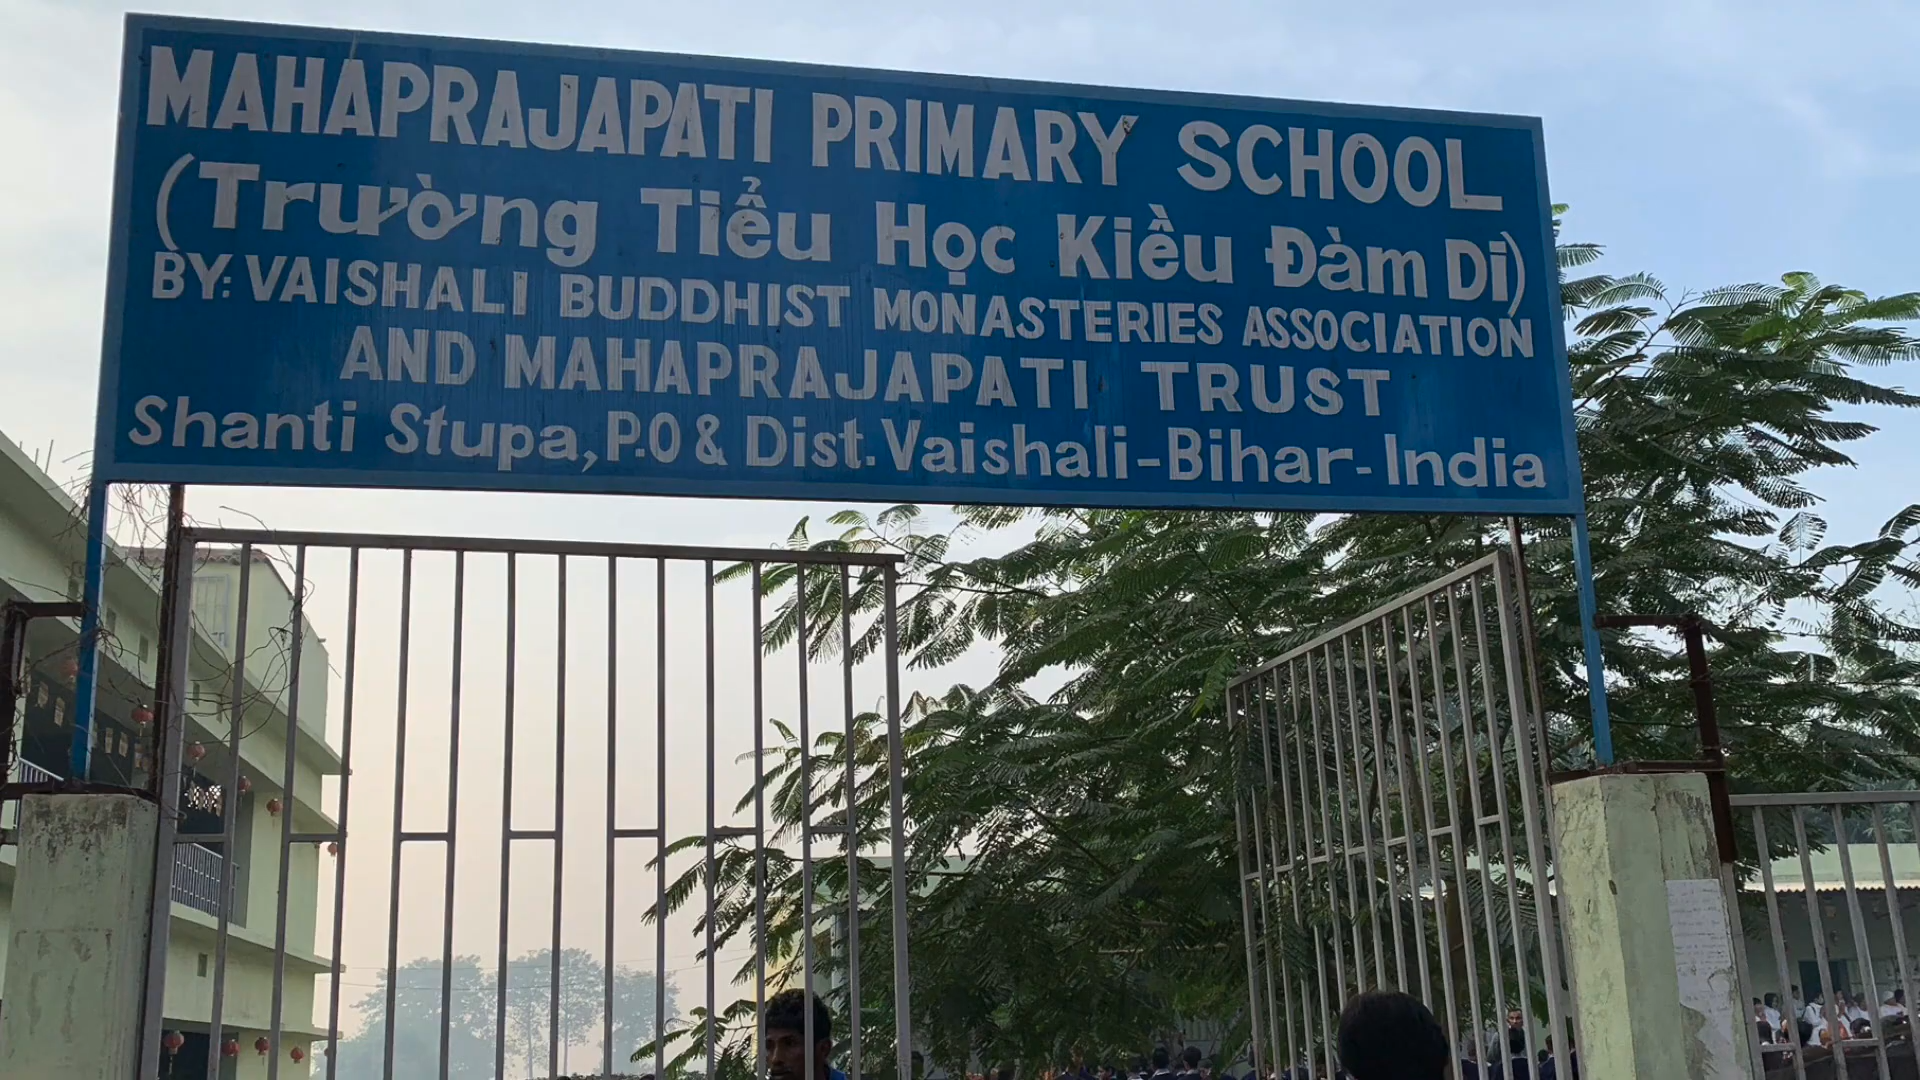 MAHAPRAJAPATI PRIMARY SCHOOL
(Trường Tiểu Học Kiều Đàm Di)
BY: VAISHALI BUDDHIST MONASTERIES ASSOCIATION
AND MAHAPRAJAPATI TRUST
Shanti Stupa, P.O & Dist. Vaishali-Bihar-India